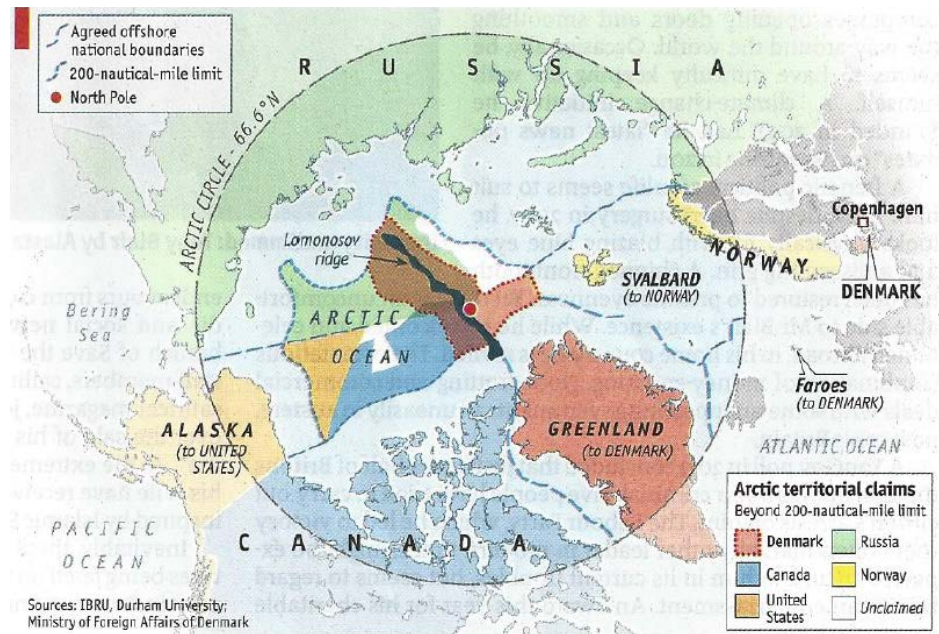 Agreed offshore
national boundaries
200-nautical-mile limit
North Pole
RUSSIA
ARCTIC CIRCLE - 66.6°N
Lomonosov
ridge
Copenhagen
NORWAY
SVALBARD
(to NORWAY)
DENMARK
Bering
Sea
ARCTIC
OCEAN
Faroes
(to DENMARK)
ALASKA
(to UNITED
STATES)
GREENLAND
(to DENMARK)
ATLANTIC OCEAN
PACIFIC
OCEAN
CANADA
Arctic territorial claims
Beyond 200-nautical-mile limit
Denmark
Russia
Canada
Norway
United
States
Unclaimed
Sources: IBRU, Durham University;
Ministry of Foreign Affairs of Denmark